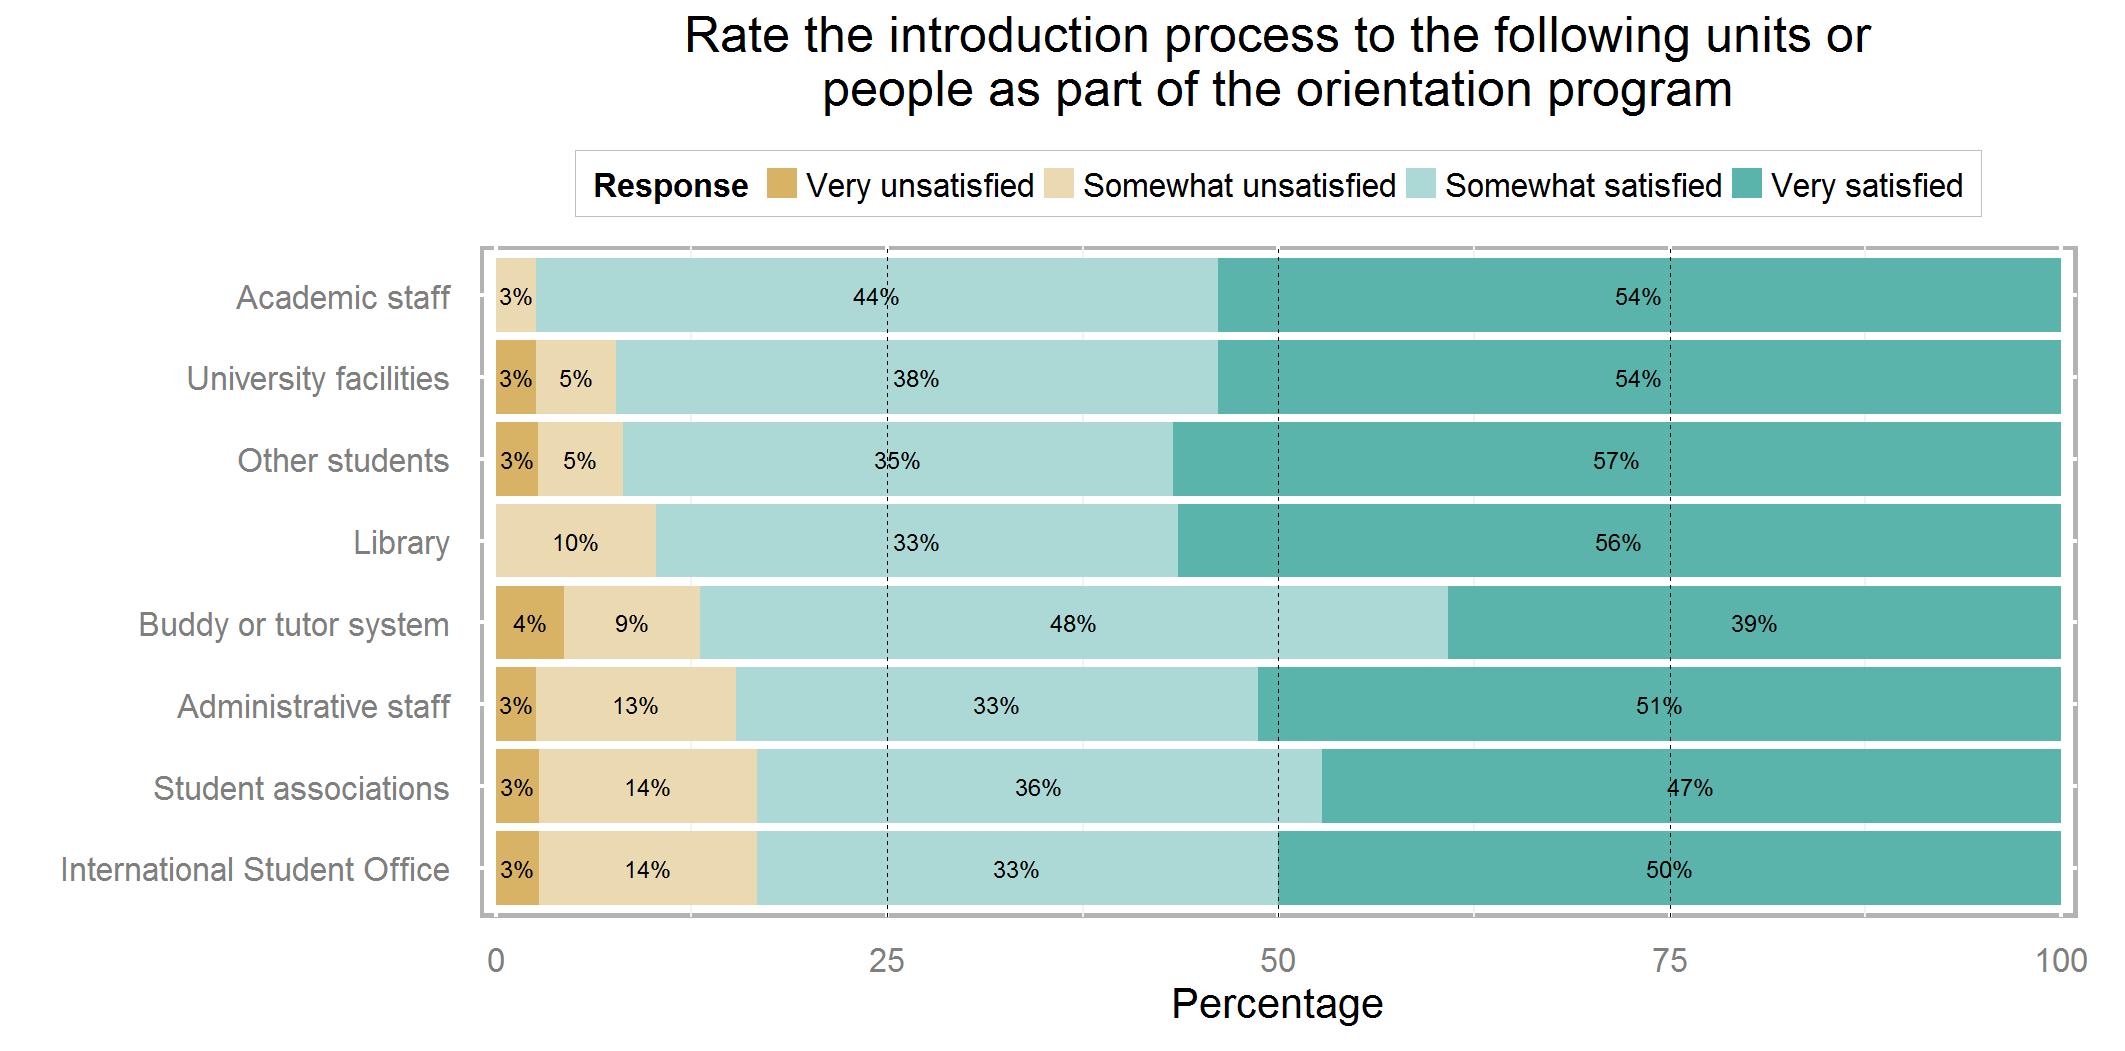 Rate the introduction process to the following units or
people as part of the orientation program
Response Very unsatisfied Somewhat unsatisfied Somewhat satisfied Very satisfied
Academic staff 3% 44% 54%
University facilities 3% 5% 38% 54%
Other students 3% 5% 35% 57%
Library 10% 33% 56%
Buddy or tutor system 4% 9% 48% 39%
Administrative staff 3% 13% 33% 51%
Student associations 3% 14% 36% 47%
International Student Office 3% 14% 33% 50%
0 25 50 75 100
Percentage